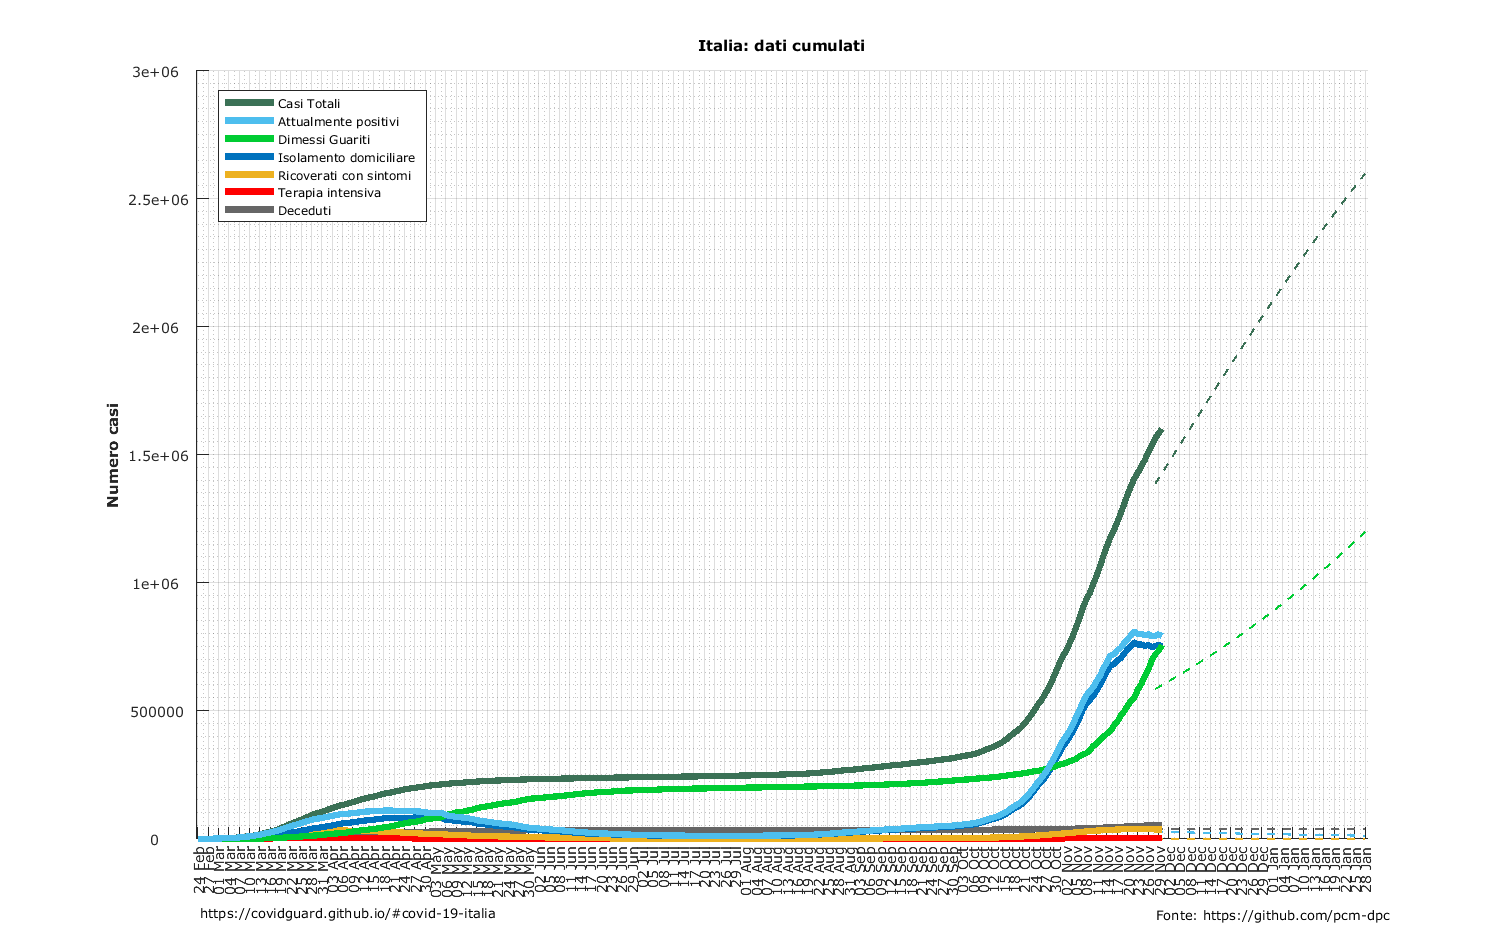 Italia: dati cumulati
3e+06
2.5e+06
2e+06
1.5e+06
1e+06
500000
0
Numero casi
Casi Totali
Attualmente positivi
Dimessi Guariti
Isolamento domiciliare
Ricoverati con sintomi
Terapia intensiva
Deceduti
24 Feb
27 Feb
01 Mar
04 Mar
07 Mar
10 Mar
13 Mar
16 Mar
19 Mar
22 Mar
25 Mar
28 Mar
31 Mar
03 Apr
06 Apr
09 Apr
12 Apr
15 Apr
18 Apr
21 Apr
24 Apr
27 Apr
30 Apr
03 May
06 May
09 May
12 May
15 May
18 May
21 May
24 May
27 May
30 May
02 Jun
05 Jun
08 Jun
11 Jun
14 Jun
17 Jun
20 Jun
23 Jun
26 Jun
29 Jun
02 Jul
05 Jul
08 Jul
11 Jul
14 Jul
17 Jul
20 Jul
23 Jul
26 Jul
29 Jul
01 Aug
04 Aug
07 Aug
10 Aug
13 Aug
16 Aug
19 Aug
22 Aug
25 Aug
28 Aug
31 Aug
03 Sep
06 Sep
09 Sep
12 Sep
15 Sep
18 Sep
21 Sep
24 Sep
27 Sep
30 Sep
03 Oct
06 Oct
09 Oct
12 Oct
15 Oct
18 Oct
21 Oct
24 Oct
27 Oct
30 Oct
02 Nov
05 Nov
08 Nov
11 Nov
14 Nov
17 Nov
20 Nov
23 Nov
26 Nov
29 Nov
02 Dec
05 Dec
08 Dec
11 Dec
14 Dec
17 Dec
20 Dec
23 Dec
26 Dec
29 Dec
01 Jan
04 Jan
07 Jan
10 Jan
13 Jan
16 Jan
19 Jan
22 Jan
25 Jan
28 Jan
https://covidguard.github.io/#covid-19-italia
Fonte: https://github.com/pcm-dpc